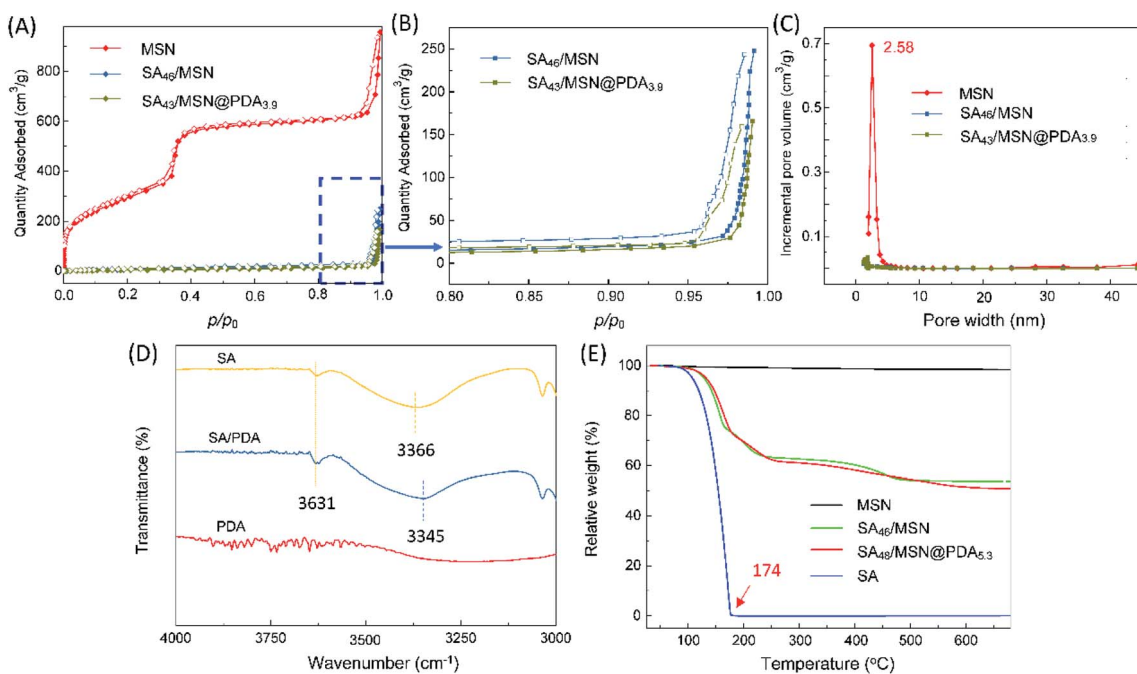 (A)
MSN
SA₄₆/MSN
SA₄₃/MSN@PDA₃.₉
800
600
400
200
0
Quantity Adsorbed (cm³/g)
0.0 0.2 0.4 0.6 0.8 1.0
p/p₀
(B)
SA₄₆/MSN
SA₄₃/MSN@PDA₃.₉
250
200
150
100
50
0
Quantity Adsorbed (cm³/g)
0.80 0.85 0.90 0.95 1.00
p/p₀
(C)
2.58
MSN
SA₄₆/MSN
SA₄₃/MSN@PDA₃.₉
0.7
0.5
0.3
0.1
Incremental pore volume (cm³/g)
0 10 20 30 40
Pore width (nm)
(D)
SA
3366
SA/PDA
3631
3345
PDA
Transmittance (%)
4000 3750 3500 3250 3000
Wavenumber (cm⁻¹)
(E)
100
80
60
40
20
0
Relative weight (%)
MSN
SA₄₆/MSN
SA₄₈/MSN@PDA₅.₃
SA
174
100 200 300 400 500 600
Temperature (°C)